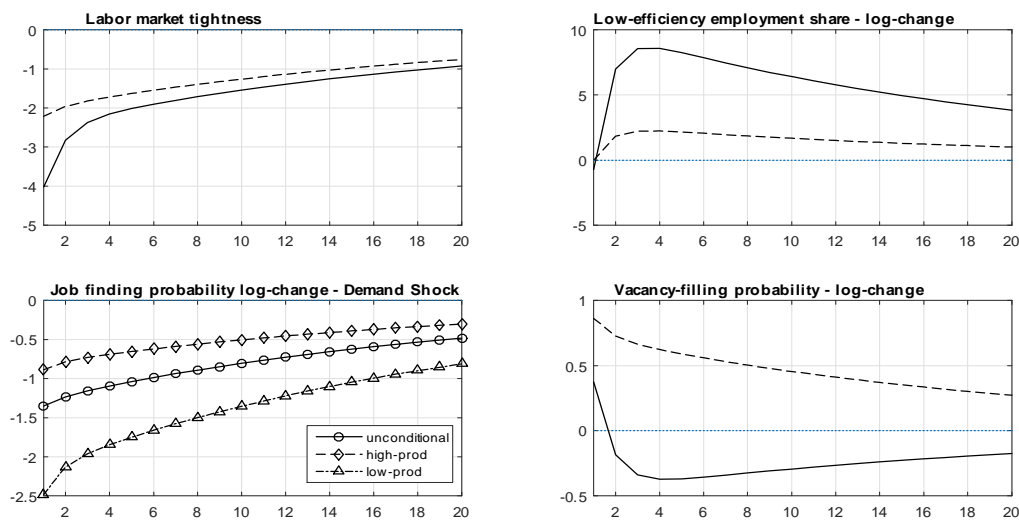 Labor market tightness
0
-1
-2
-3
-4
-5
2 4 6 8 10 12 14 16 18 20
Low-efficiency employment share - log-change
10
5
0
-5
2 4 6 8 10 12 14 16 18 20
Job finding probability log-change - Demand Shock
0
-0.5
-1
-1.5
-2
-2.5
unconditional
high-prod
low-prod
2 4 6 8 10 12 14 16 18 20
Vacancy-filling probability - log-change
1
0.5
0
-0.5
2 4 6 8 10 12 14 16 18 20